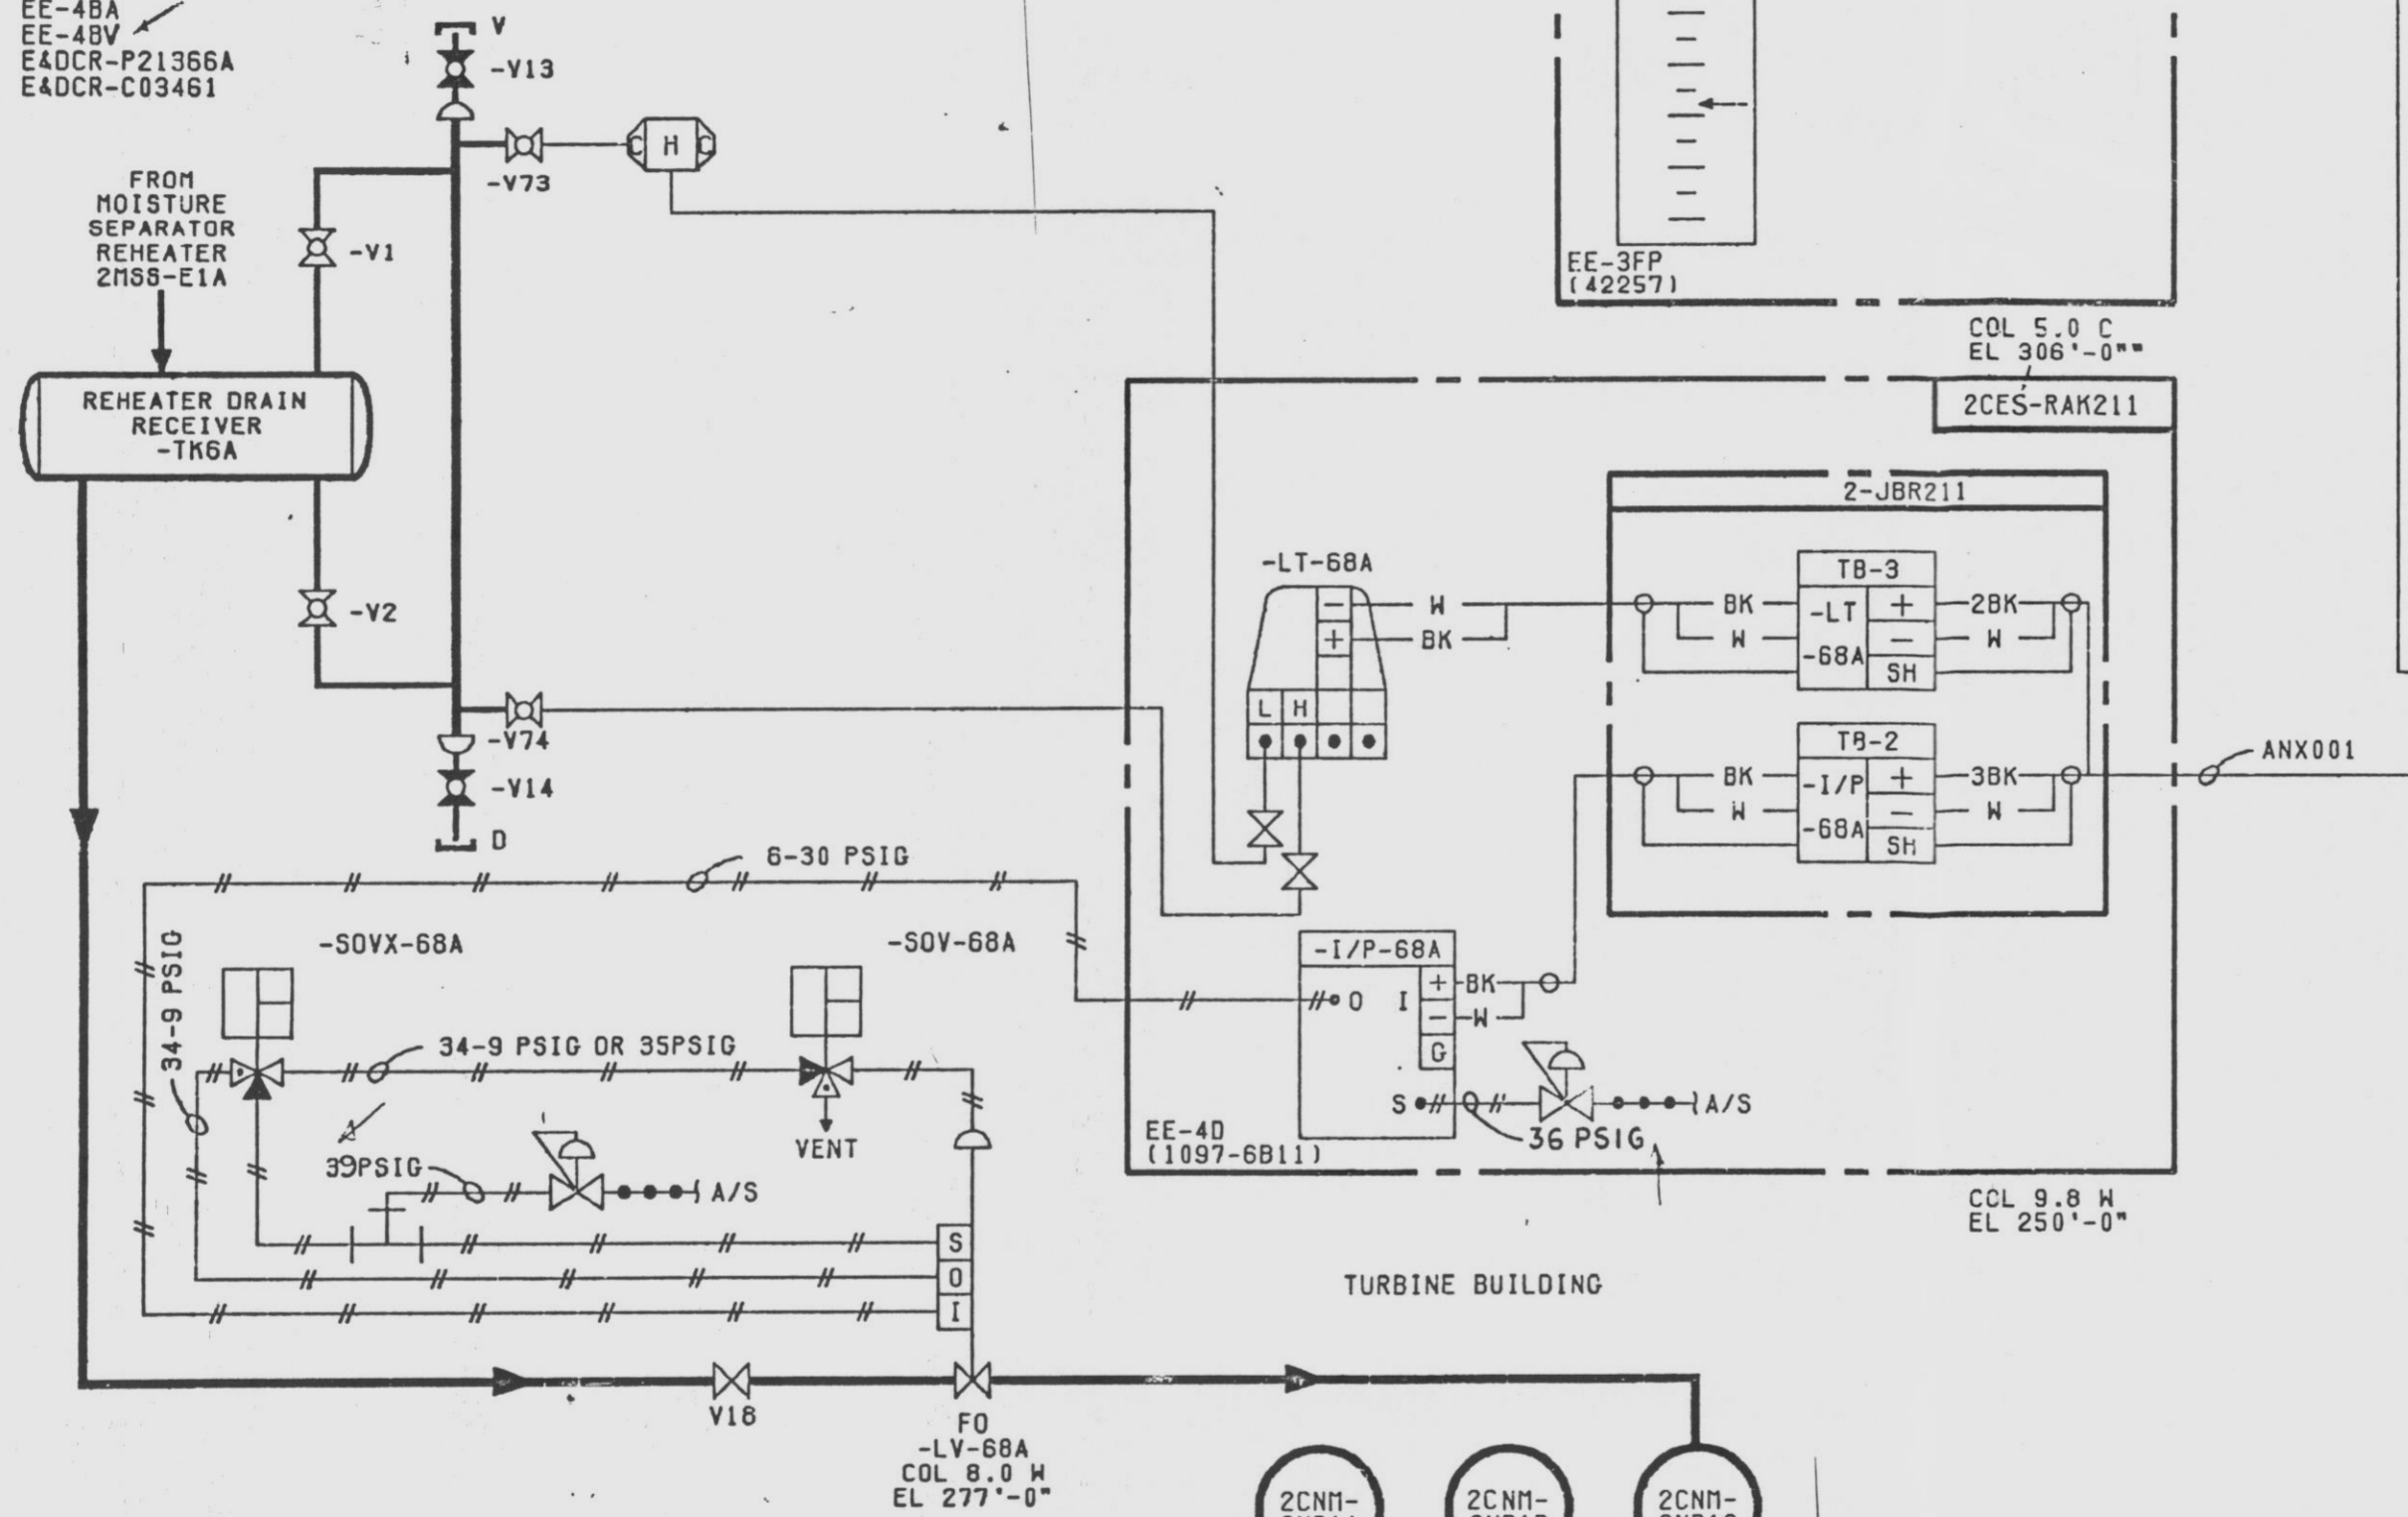 EE-4BA
EE-4BV
E&DCR-P21366A
E&DCR-C03461
V
-V13
-V73
C H C
FROM
MOISTURE
SEPARATOR
REHEATER
2MSS-E1A
-V1
REHEATER DRAIN
RECEIVER
-TK6A
-V2
-V74
-V14
D
EE-3FP
(42257)
COL 5.0 C
EL 306'-0""
2CES-RAK211
2-JBR211
-LT-68A
-
+
W
BK
L H
TB-3
-LT
-68A
+
-
SH
BK
W
2BK
W
TB-2
-I/P
-68A
+
-
SH
BK
W
3BK
W
ANX001
6-30 PSIG
-SOVX-68A
-SOV-68A
34-9 PSIG
34-9 PSIG OR 35PSIG
VENT
39PSIG
A/S
S
O
I
-I/P-68A
O I
+
-
G
BK
W
S
A/S
36 PSIG
EE-4D
(1097-6B11)
COL 9.8 W
EL 250'-0"
TURBINE BUILDING
V18
FO
-LV-68A
COL 8.0 W
EL 277'-0"
2CNM-
2CNM-
2CNM-